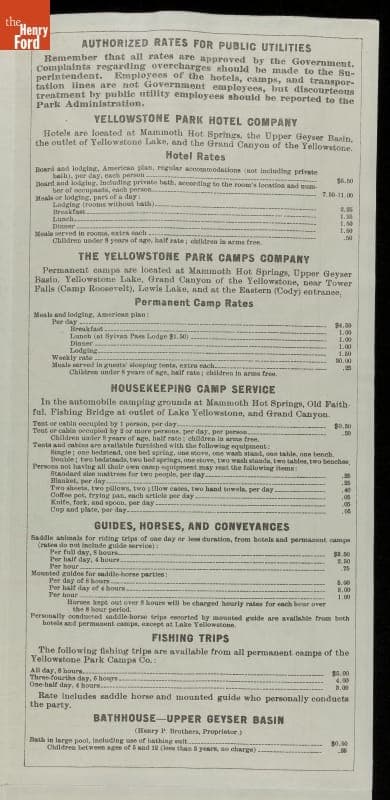 the
Henry
Ford
AUTHORIZED RATES FOR PUBLIC UTILITIES
Remember that all rates are approved by the Government.
Complaints regarding overcharges should be made to the Su-
perintendent. Employees of the hotels, camps, and transpor-
tation lines are not Government employees, but discourteous
treatment by public utility employees should be reported to the
Park Administration.
YELLOWSTONE PARK HOTEL COMPANY
Hotels are located at Mammoth Hot Springs, the Upper Geyser Basin,
the outlet of Yellowstone Lake, and the Grand Canyon of the Yellowstone.
Hotel Rates
Board and lodging, American plan, regular accommodations (not including private
bath), per day, each person $6.50
Board and lodging, including private bath, according to the room's location and num-
ber of occupants, each person 7.50-11.00
Meals or lodging, part of a day:
Lodging (rooms without bath)
Breakfast
Lunch
Dinner
Meals served in rooms, extra each .50
Children under 8 years of age, half rate; children in arms free.
THE YELLOWSTONE PARK CAMPS COMPANY
Permanent camps are located at Mammoth Hot Springs, Upper Geyser
Basin, Yellowstone Lake, Grand Canyon of the Yellowstone, near Tower
Falls (Camp Roosevelt), Lewis Lake, and at the Eastern (Cody) entrance.
Permanent Camp Rates
Meals and lodging, American plan:
Per day $4.50
Breakfast 1.00
Lunch (at Sylvan Pass Lodge $1.50) 1.00
Dinner 1.00
Lodging 1.50
Weekly rate 30.00
Meals served in guests' sleeping tents, extra each .25
Children under 8 years of age, half rate; children in arms free.
HOUSEKEEPING CAMP SERVICE
In the automobile camping grounds at Mammoth Hot Springs, Old Faith-
ful, Fishing Bridge at outlet of Lake Yellowstone, and Grand Canyon.
Tent or cabin occupied by 1 person, per day $0.50
Tent or cabin occupied by 2 or more persons, per day, per person
Children under 8 years of age, half rate; children in arms free.
Tents and cabins are available furnished with the following equipment:
Single; one bedstead, one bed spring, one stove, one wash stand, one table, one bench.
Double; two bedsteads, two bed springs, one stove, two wash stands, two tables, two benches.
Persons not having all their own camp equipment may rent the following items:
Standard size mattress for two people, per day
Blanket, per day
Two sheets, two pillows, two pillow cases, two hand towels, per day
Coffee pot, frying pan, each article per day .05
Knife, fork, and spoon, per day .05
Cup and plate, per day .05
GUIDES, HORSES, AND CONVEYANCES
Saddle animals for riding trips of one day or less duration, from hotels and permanent camps
(rates do not include guide service):
Per full day, 8 hours $3.50
Per half day, 4 hours 2.50
Per hour .75
Mounted guides for saddle-horse parties:
Per day of 8 hours 5.00
Per half day of 4 hours 3.00
Per hour 1.00
Horses kept out over 8 hours will be charged hourly rates for each hour over
the 8 hour period.
Personally conducted saddle-horse trips escorted by mounted guide are available from both
hotels and permanent camps, except at Lake Yellowstone.
FISHING TRIPS
The following fishing trips are available from all permanent camps of the
Yellowstone Park Camps Co.:
All day, 8 hours $5.00
Three-fourths day, 6 hours 4.00
One-half day, 4 hours 3.00
Rate includes saddle horse and mounted guide who personally conducts
the party.
BATHHOUSE—UPPER GEYSER BASIN
(Henry P. Brothers, Proprietor.)
Bath in large pool, including use of bathing suit $0.50
Children between ages of 5 and 12 (less than 5 years, no charge)